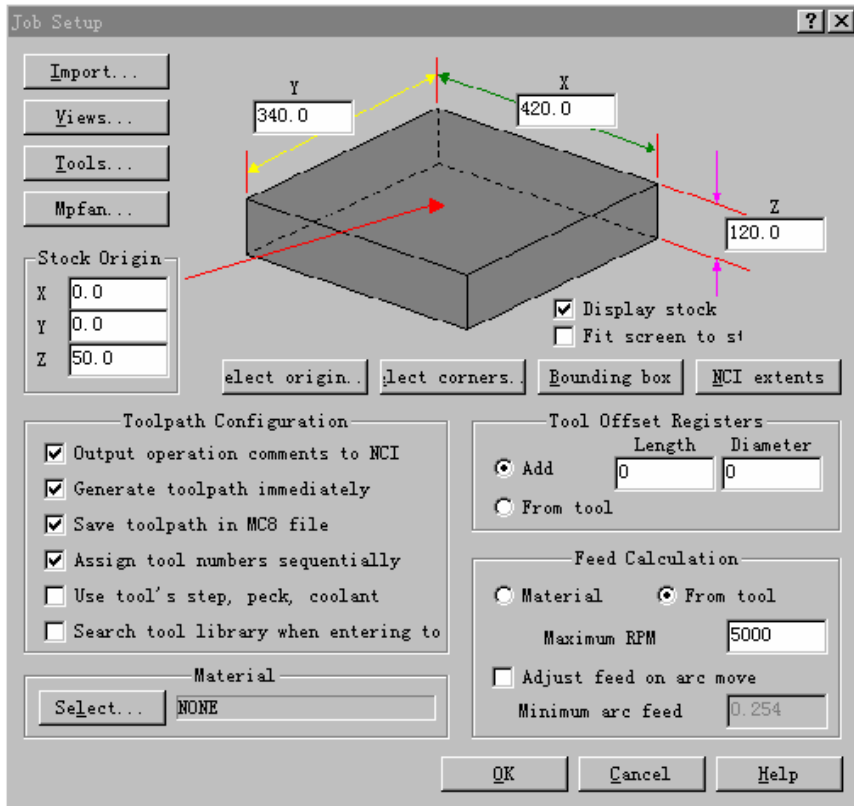 Job Setup
Import...
Views...
Tools...
Mpfan...
Y
340.0
X
420.0
Z
120.0
Stock Origin
X 0.0
Y 0.0
Z 50.0
Display stock
Fit screen to st
elect origin.. lect corners.. Bounding box NCI extents
Toolpath Configuration
Output operation comments to NCI
Generate toolpath immediately
Save toolpath in MC8 file
Assign tool numbers sequentially
Use tool's step, peck, coolant
Search tool library when entering to
Material
Select... NONE
Tool Offset Registers
Length Diameter
Add 0 0
From tool
Feed Calculation
Material From tool
Maximum RPM 5000
Adjust feed on arc move
Minimum arc feed 0.254
OK Cancel Help